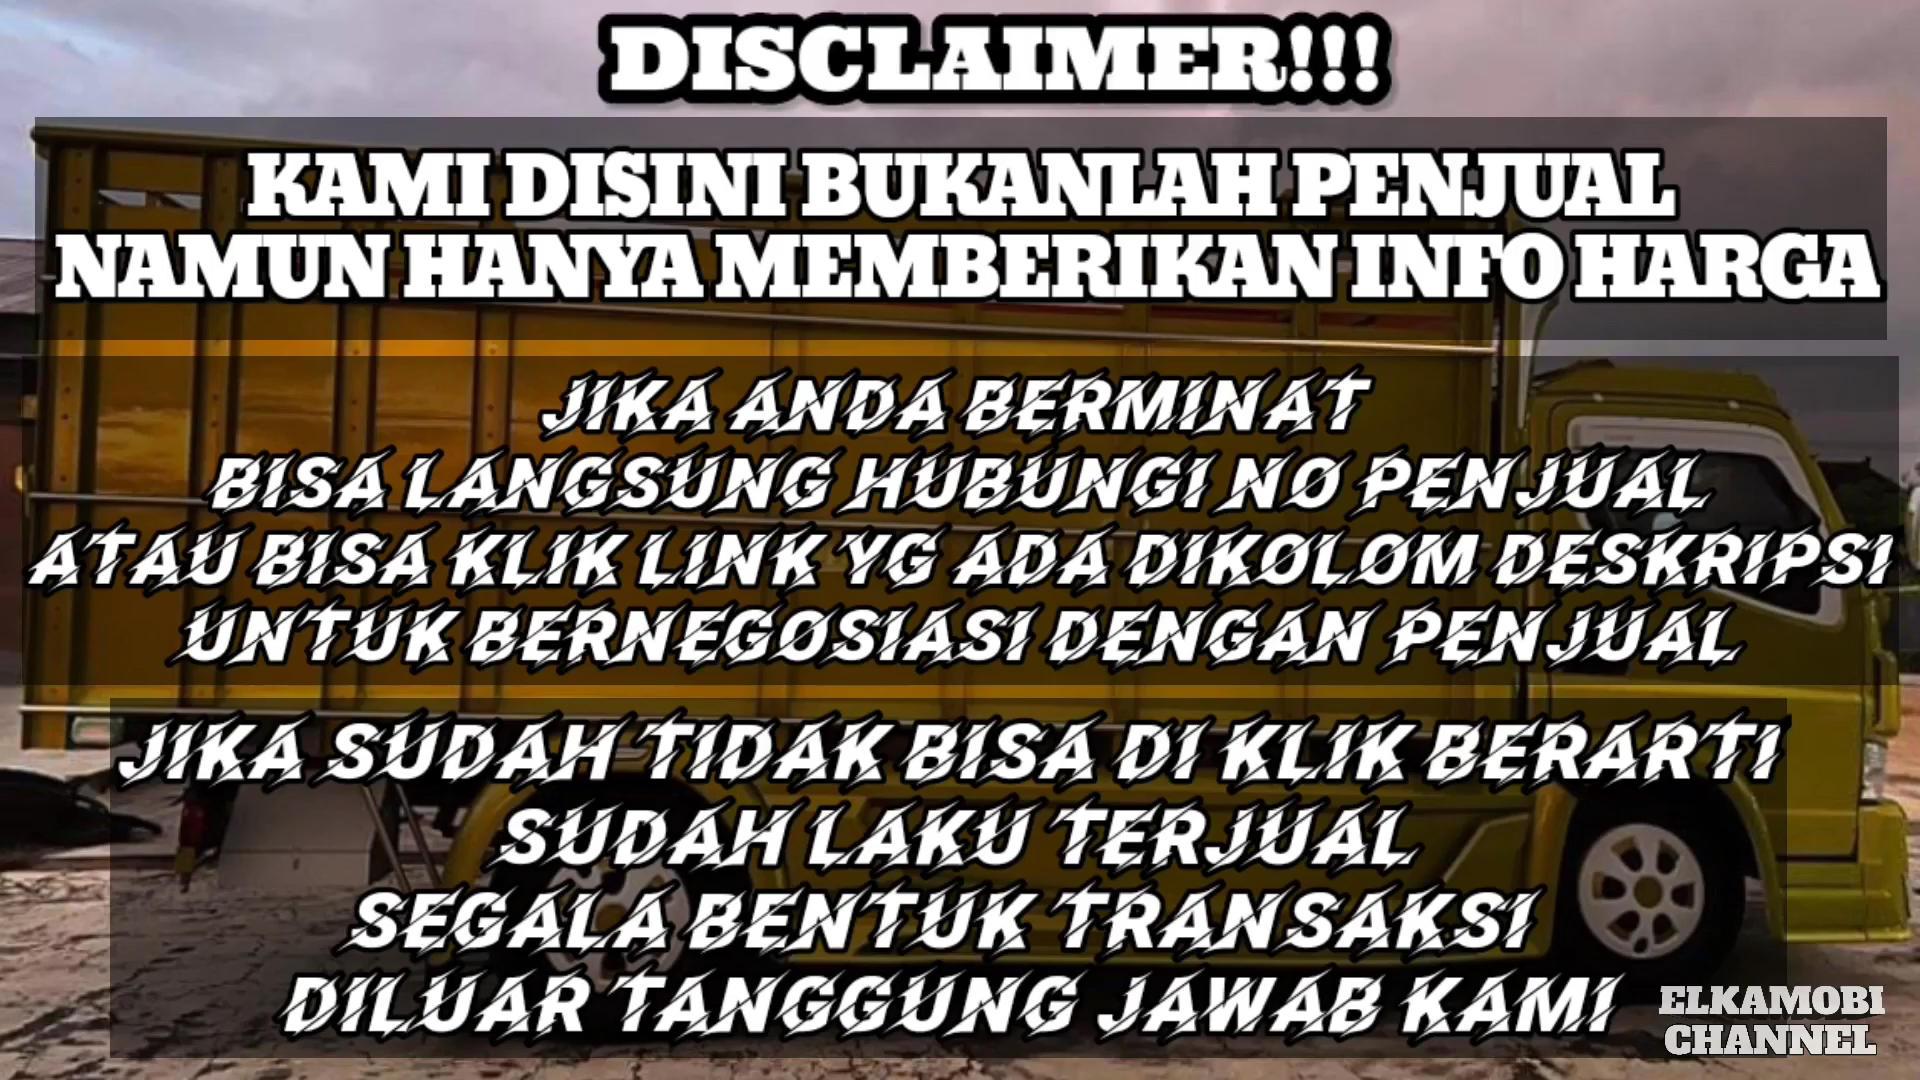 DISCLAIMER!!!
KAMI DISINI BUKANLAH PENJUAL
NAMUN HANYA MEMBERIKAN INFO HARGA
JIKA ANDA BERMINAT
BISA LANGSUNG HUBUNGI NO PENJUAL
ATAU BISA KLIK LINK YG ADA DIKOLOM DESKRIPSI
UNTUK BERNEGOSIASI DENGAN PENJUAL
JIKA SUDAH TIDAK BISA DI KLIK BERARTI
SUDAH LAKU TERJUAL
SEGALA BENTUK TRANSAKSI
DILUAR TANGGUNG JAWAB KAMI
ELKAMOBI
CHANNEL